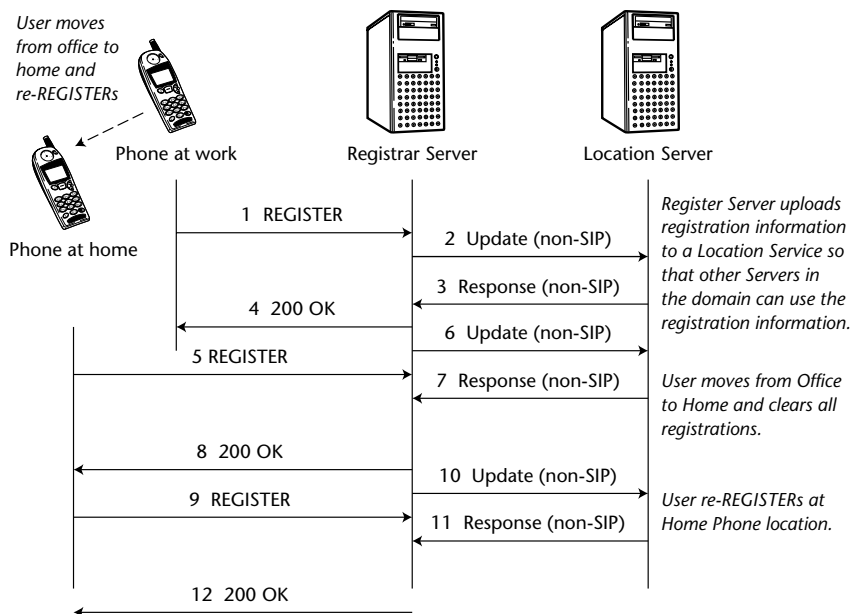 User moves
from office to
home and
re-REGISTERs
Phone at work
Registrar Server
Location Server
Phone at home
1 REGISTER
2 Update (non-SIP)
3 Response (non-SIP)
4 200 OK
Register Server uploads
registration information
to a Location Service so
that other Servers in
the domain can use the
registration information.
6 Update (non-SIP)
5 REGISTER
7 Response (non-SIP)
User moves from Office
to Home and clears all
registrations.
8 200 OK
10 Update (non-SIP)
9 REGISTER
11 Response (non-SIP)
User re-REGISTERs at
Home Phone location.
12 200 OK